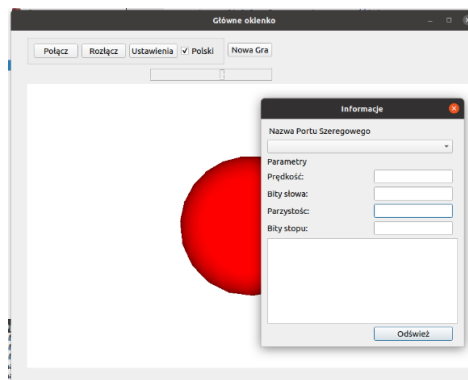 Główne okienko
Połącz Rozłącz Ustawienia Polski Nowa Gra
Informacje
Nazwa Portu Szeregowego
Parametry
Prędkość:
Bity słowa:
Parzystośc:
Bity stopu:
Odśwież